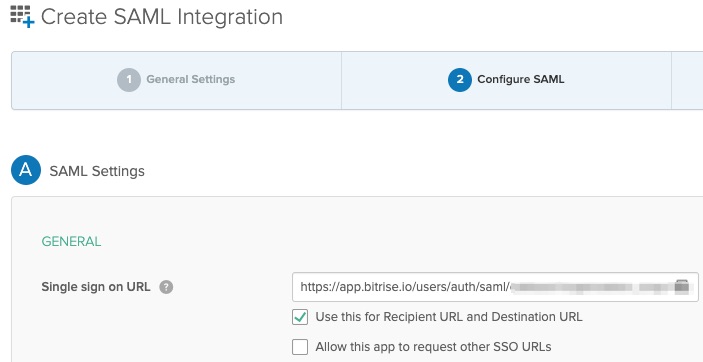 Create SAML Integration
1 General Settings
2 Configure SAML
A SAML Settings
GENERAL
Single sign on URL ? https://app.bitrise.io/users/auth/saml/
Use this for Recipient URL and Destination URL
Allow this app to request other SSO URLs